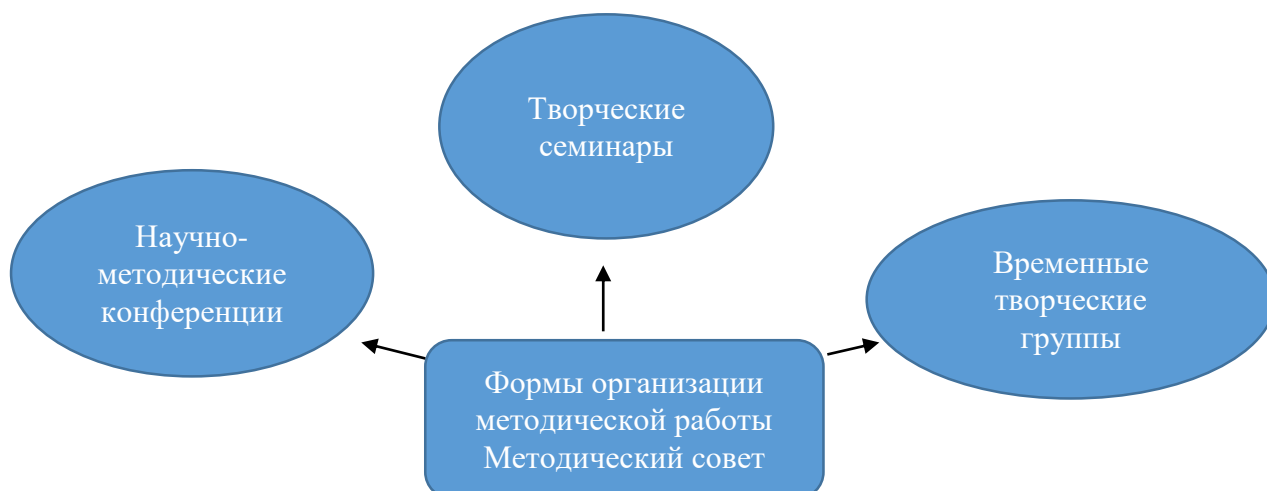 Творческие
семинары
Научно-
методические
конференции
Временные
творческие
группы
Формы организации
методической работы
Методический совет